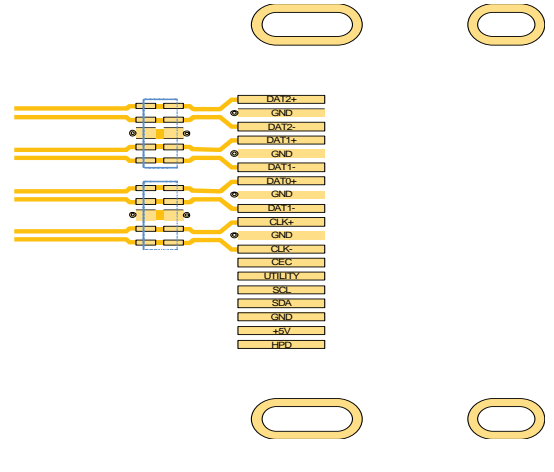 DAT2+
GND
DAT2-
DAT1+
GND
DAT1-
DAT0+
GND
DAT1-
CLK+
GND
CLK-
CEC
UTILITY
SCL
SDA
GND
+5V
HPD